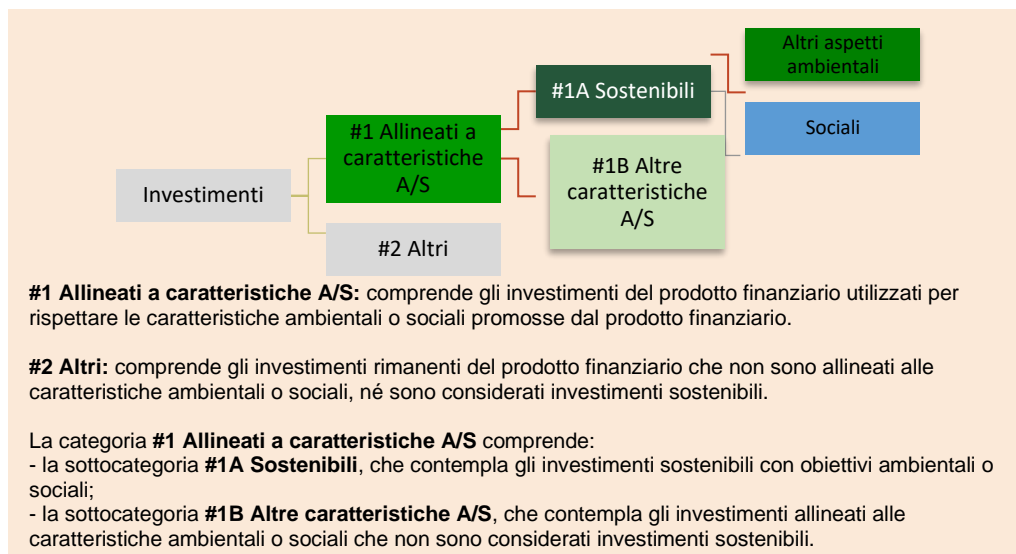 Altri aspetti
ambientali
#1A Sostenibili
Sociali
#1 Allineati a
caratteristiche
A/S
#1B Altre
caratteristiche
A/S
Investimenti
#2 Altri
#1 Allineati a caratteristiche A/S: comprende gli investimenti del prodotto finanziario utilizzati per
rispettare le caratteristiche ambientali o sociali promosse dal prodotto finanziario.
#2 Altri: comprende gli investimenti rimanenti del prodotto finanziario che non sono allineati alle
caratteristiche ambientali o sociali, né sono considerati investimenti sostenibili.
La categoria #1 Allineati a caratteristiche A/S comprende:
- la sottocategoria #1A Sostenibili, che contempla gli investimenti sostenibili con obiettivi ambientali o
sociali;
- la sottocategoria #1B Altre caratteristiche A/S, che contempla gli investimenti allineati alle
caratteristiche ambientali o sociali che non sono considerati investimenti sostenibili.